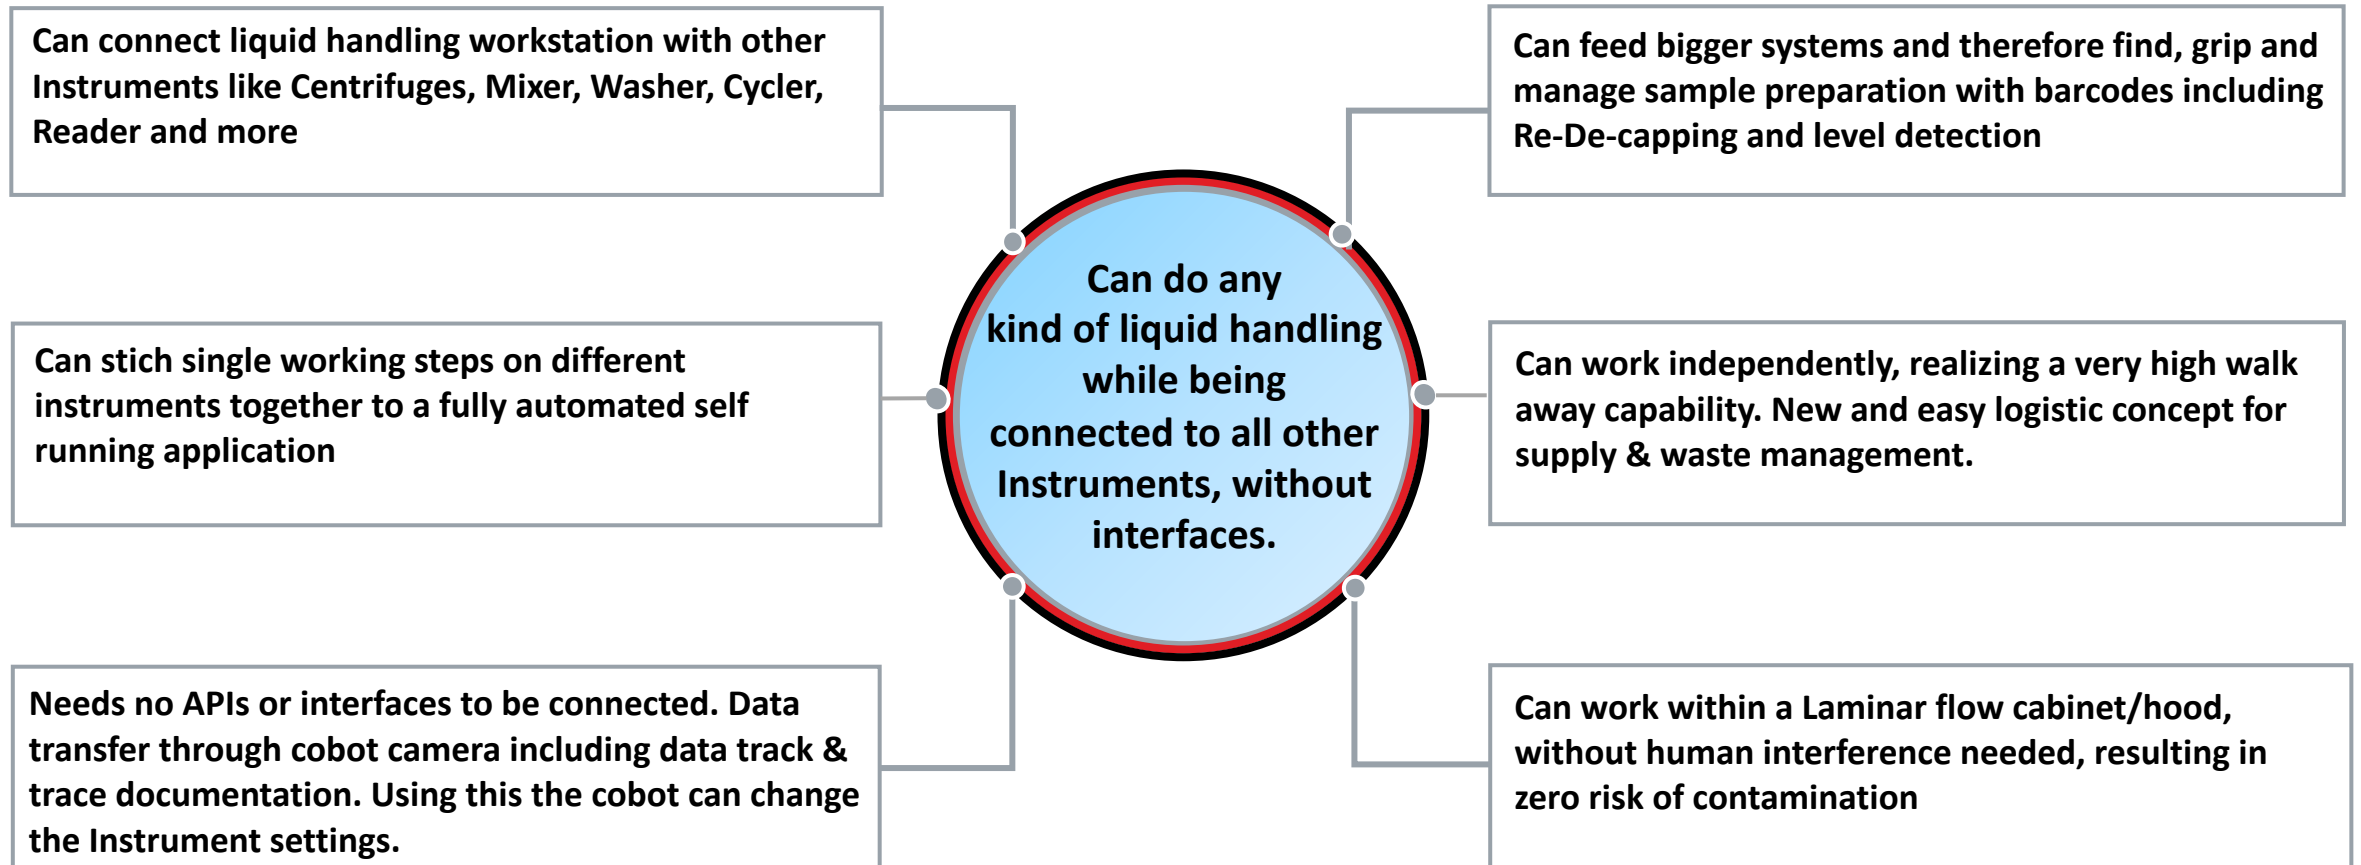 Can connect liquid handling workstation with other
Instruments like Centrifuges, Mixer, Washer, Cycler,
Reader and more
Can feed bigger systems and therefore find, grip and
manage sample preparation with barcodes including
Re-De-capping and level detection
Can do any
kind of liquid handling
while being
connected to all other
Instruments, without
interfaces.
Can stich single working steps on different
instruments together to a fully automated self
running application
Can work independently, realizing a very high walk
away capability. New and easy logistic concept for
supply & waste management.
Needs no APIs or interfaces to be connected. Data
transfer through cobot camera including data track &
trace documentation. Using this the cobot can change
the Instrument settings.
Can work within a Laminar flow cabinet/hood,
without human interference needed, resulting in
zero risk of contamination